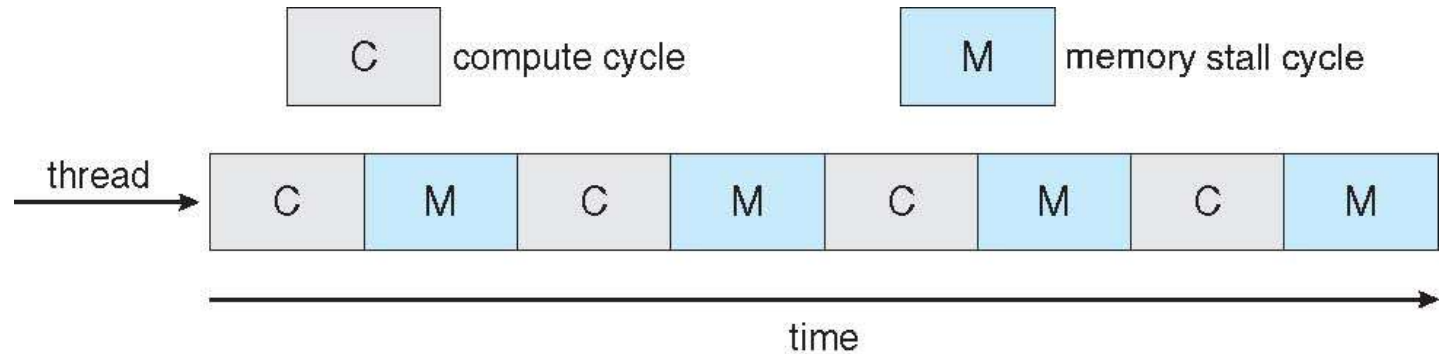 C compute cycle M memory stall cycle
thread
C M C M C M C M
time